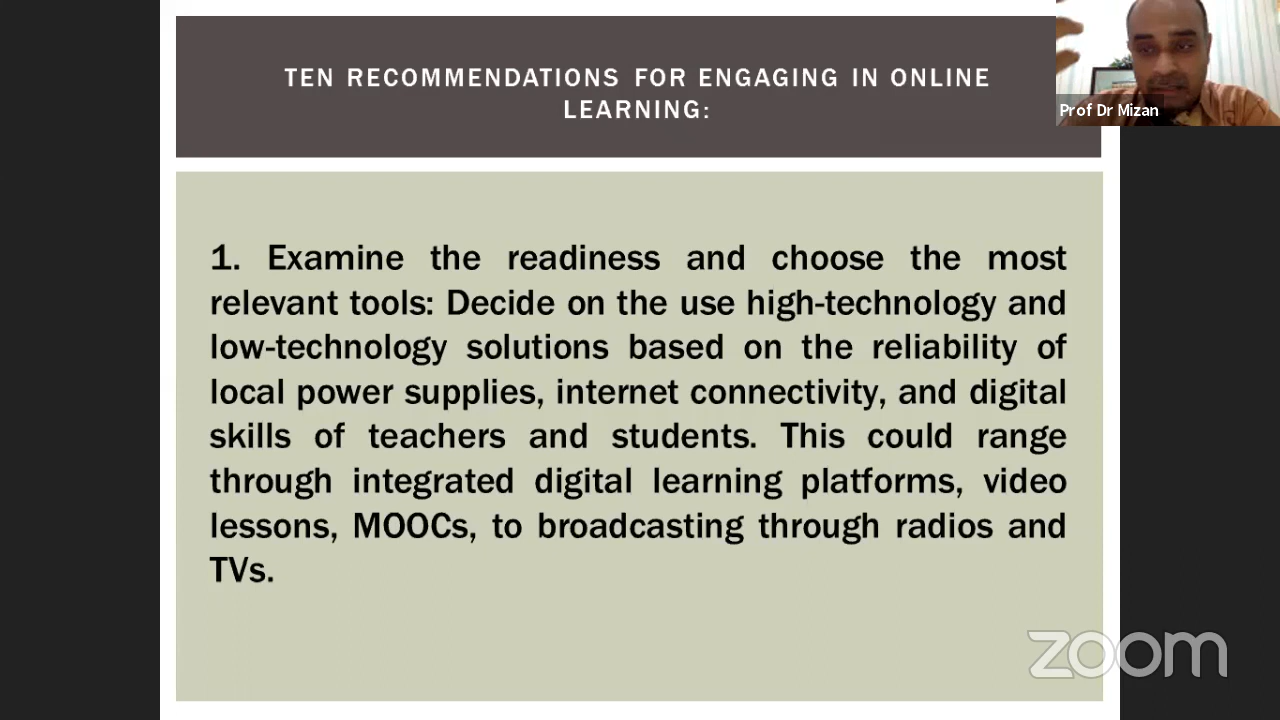 TEN RECOMMENDATIONS FOR ENGAGING IN ONLINE
LEARNING:
Prof Dr Mizan
1. Examine the readiness and choose the most
relevant tools: Decide on the use high-technology and
low-technology solutions based on the reliability of
local power supplies, internet connectivity, and digital
skills of teachers and students. This could range
through integrated digital learning platforms, video
lessons, MOOCs, to broadcasting through radios and
TVs.
zoom